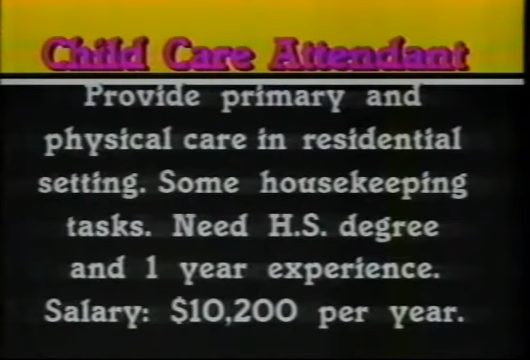 Child Care Attendant
Provide primary and
physical care in residential
setting. Some housekeeping
tasks. Need H.S. degree
and 1 year experience.
Salary: $10,200 per year.